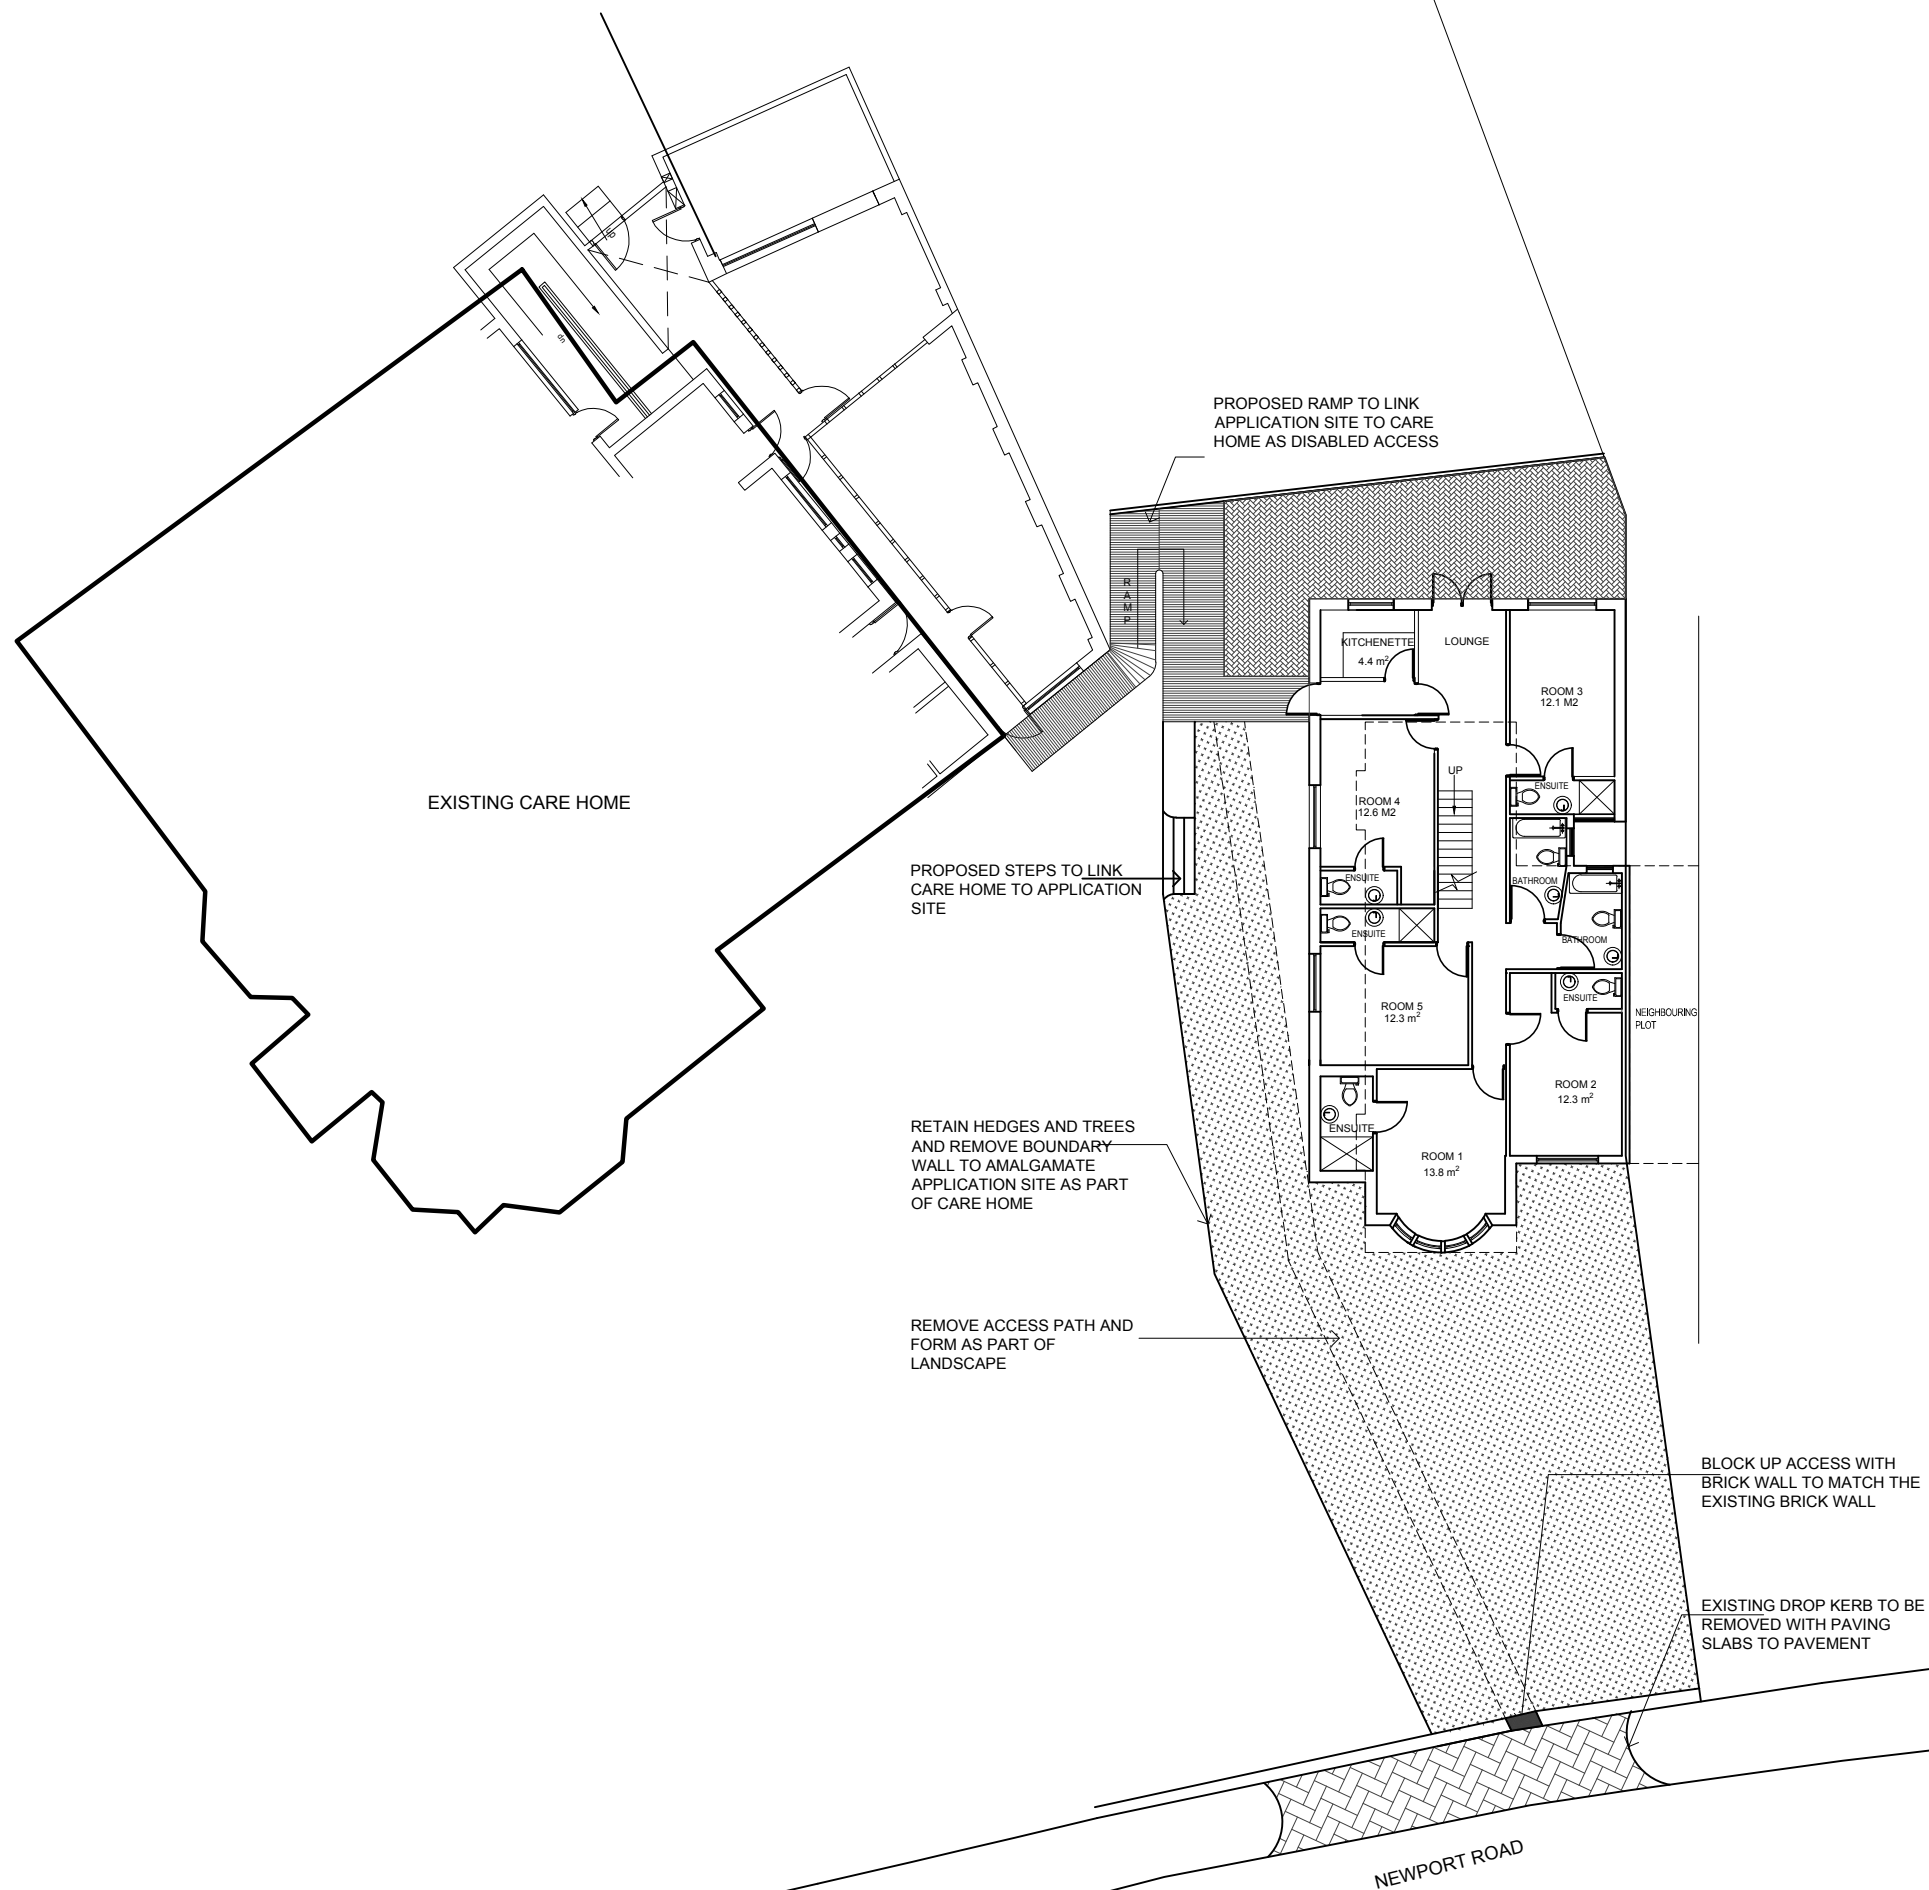 up
dn
PROPOSED RAMP TO LINK
APPLICATION SITE TO CARE
HOME AS DISABLED ACCESS
RAMP
KITCHENETTE
4.4 m²
LOUNGE
ROOM 3
12.1 M2
UP
ENSUITE
ROOM 4
12.6 M2
EXISTING CARE HOME
PROPOSED STEPS TO LINK
CARE HOME TO APPLICATION
SITE
ENSUITE
BATHROOM
ENSUITE
BATHROOM
ENSUITE
ROOM 5
12.3 m²
NEIGHBOURING
PLOT
ROOM 2
12.3 m²
RETAIN HEDGES AND TREES
AND REMOVE BOUNDARY
WALL TO AMALGAMATE
APPLICATION SITE AS PART
OF CARE HOME
ENSUITE
ROOM 1
13.8 m²
REMOVE ACCESS PATH AND
FORM AS PART OF
LANDSCAPE
BLOCK UP ACCESS WITH
BRICK WALL TO MATCH THE
EXISTING BRICK WALL
EXISTING DROP KERB TO BE
REMOVED WITH PAVING
SLABS TO PAVEMENT
NEWPORT ROAD